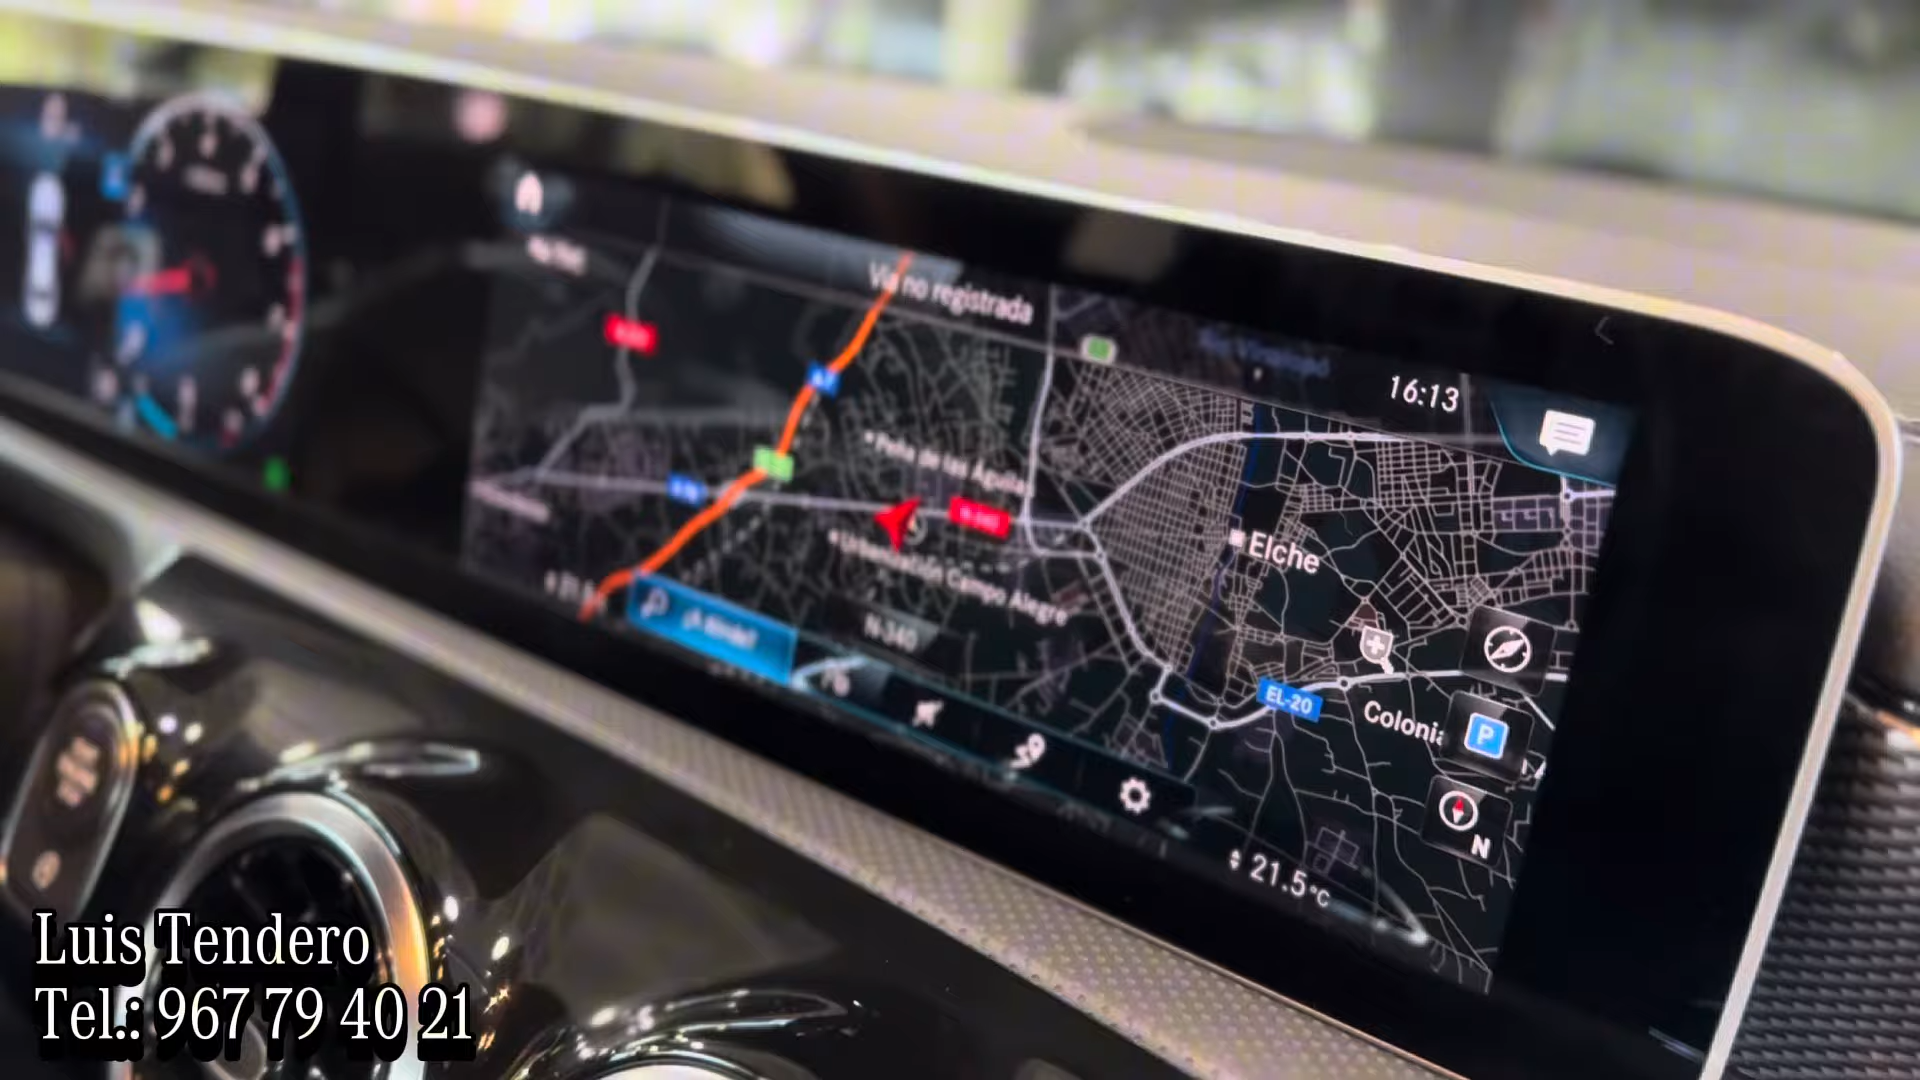 Vía no registrada
16:13
Peña de las Águilas
N-340
Elche
Urbanización Campo Alegre
N-340
EL-20
Colonia
P
N
21.5°C
Luis Tendero
Tel.: 967 79 40 21